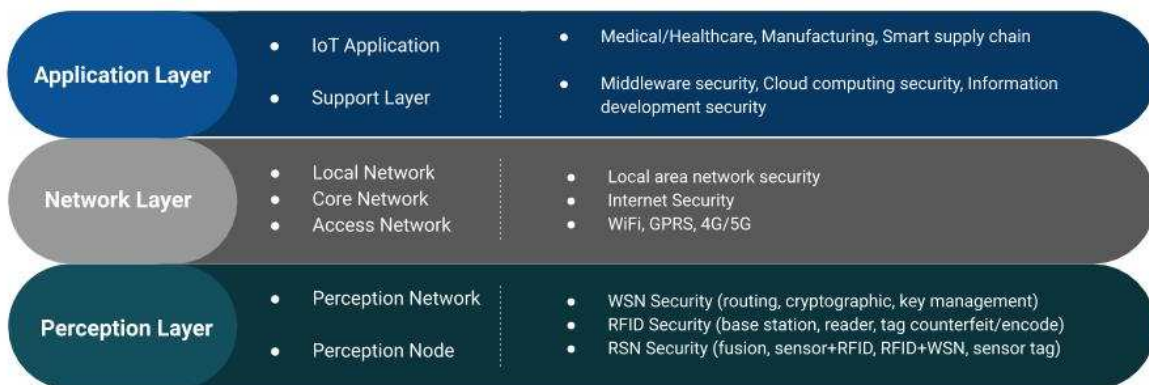 Application Layer
IoT Application
Support Layer
Medical/Healthcare, Manufacturing, Smart supply chain
Middleware security, Cloud computing security, Information
development security
Network Layer
Local Network
Core Network
Access Network
Local area network security
Internet Security
WiFi, GPRS, 4G/5G
Perception Layer
Perception Network
Perception Node
WSN Security (routing, cryptographic, key management)
RFID Security (base station, reader, tag counterfeit/encode)
RSN Security (fusion, sensor+RFID, RFID+WSN, sensor tag)